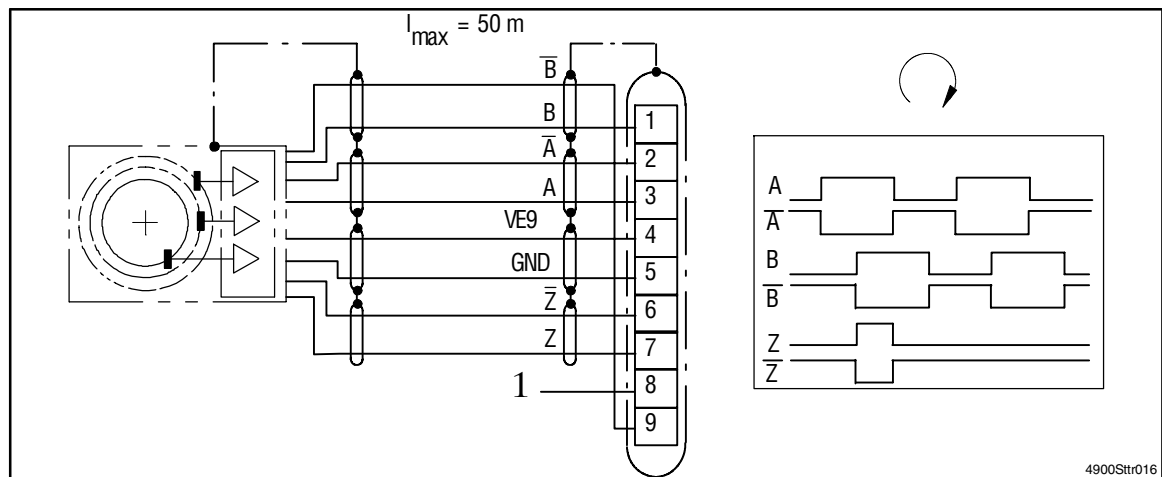 l_max = 50 m
B̅
B
A̅
A
VE9
GND
Z̅
Z
1
1
2
3
4
5
6
7
8
9
A
A̅
B
B̅
Z
Z̅
4900Sttr016